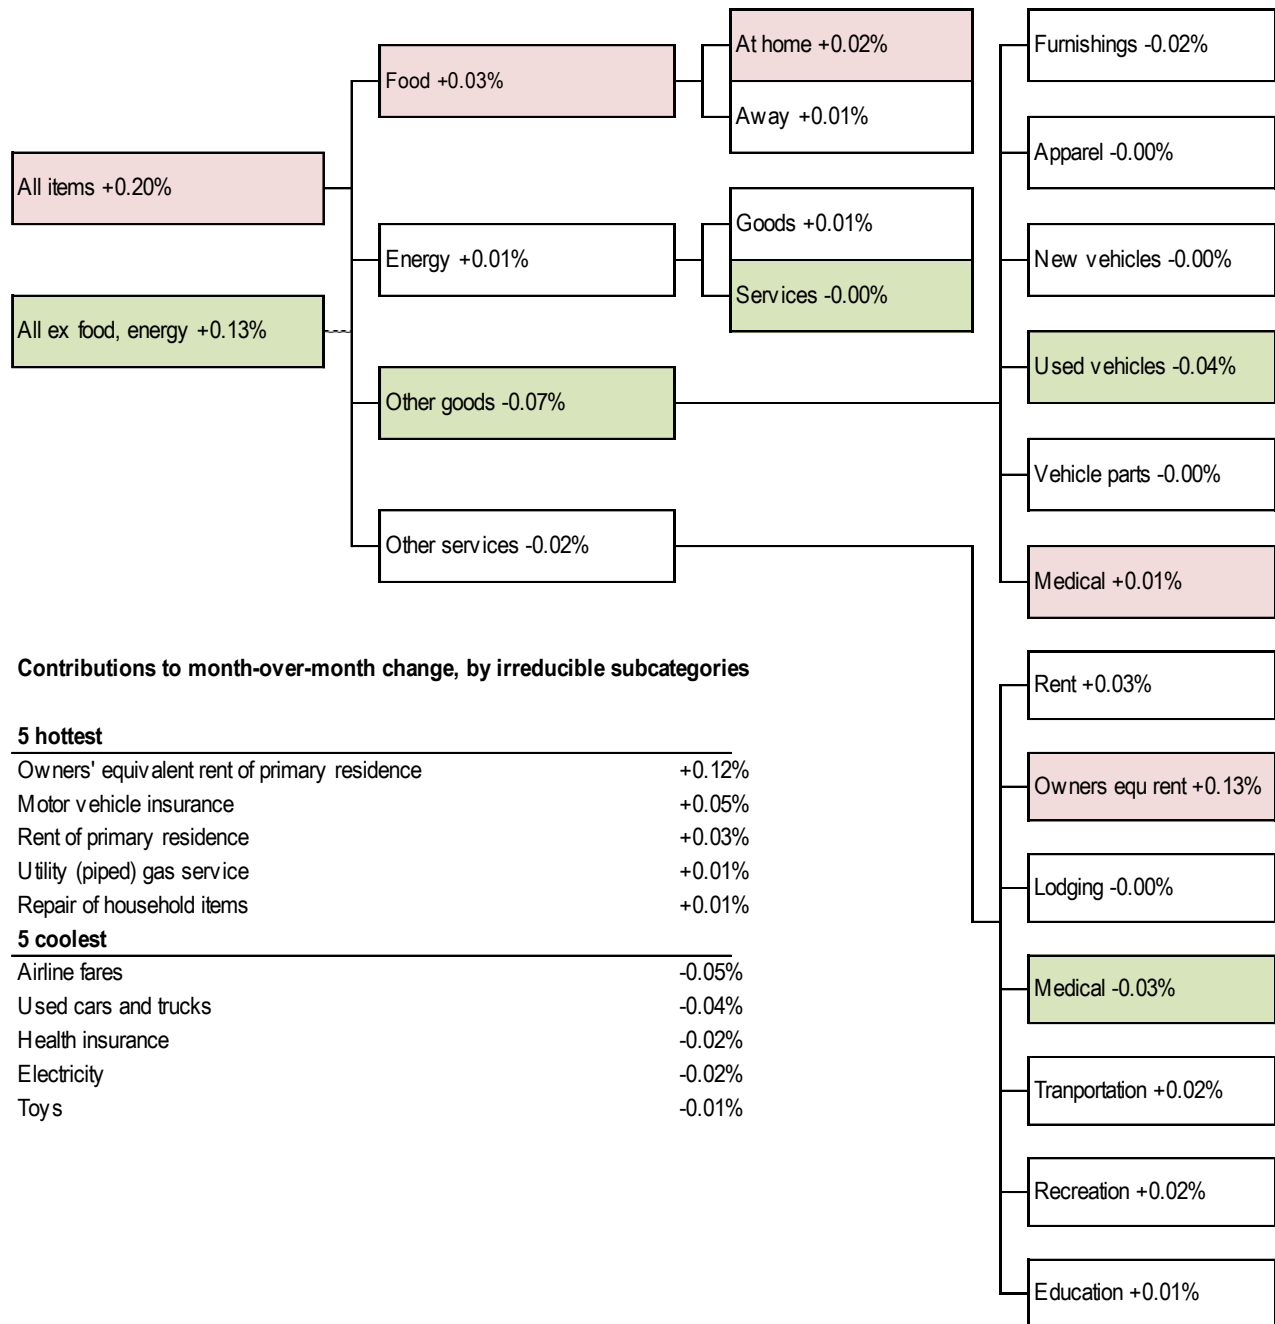 All items +0.20%
All ex food, energy +0.13%
Food +0.03%
Energy +0.01%
Other goods -0.07%
Other services -0.02%
At home +0.02%
Away +0.01%
Goods +0.01%
Services -0.00%
Furnishings -0.02%
Apparel -0.00%
New vehicles -0.00%
Used vehicles -0.04%
Vehicle parts -0.00%
Medical +0.01%
Rent +0.03%
Owners equ rent +0.13%
Lodging -0.00%
Medical -0.03%
Tranportation +0.02%
Recreation +0.02%
Education +0.01%
Contributions to month-over-month change, by irreducible subcategories
5 hottest
Owners' equivalent rent of primary residence +0.12%
Motor vehicle insurance +0.05%
Rent of primary residence +0.03%
Utility (piped) gas service +0.01%
Repair of household items +0.01%
5 coolest
Airline fares -0.05%
Used cars and trucks -0.04%
Health insurance -0.02%
Electricity -0.02%
Toys -0.01%